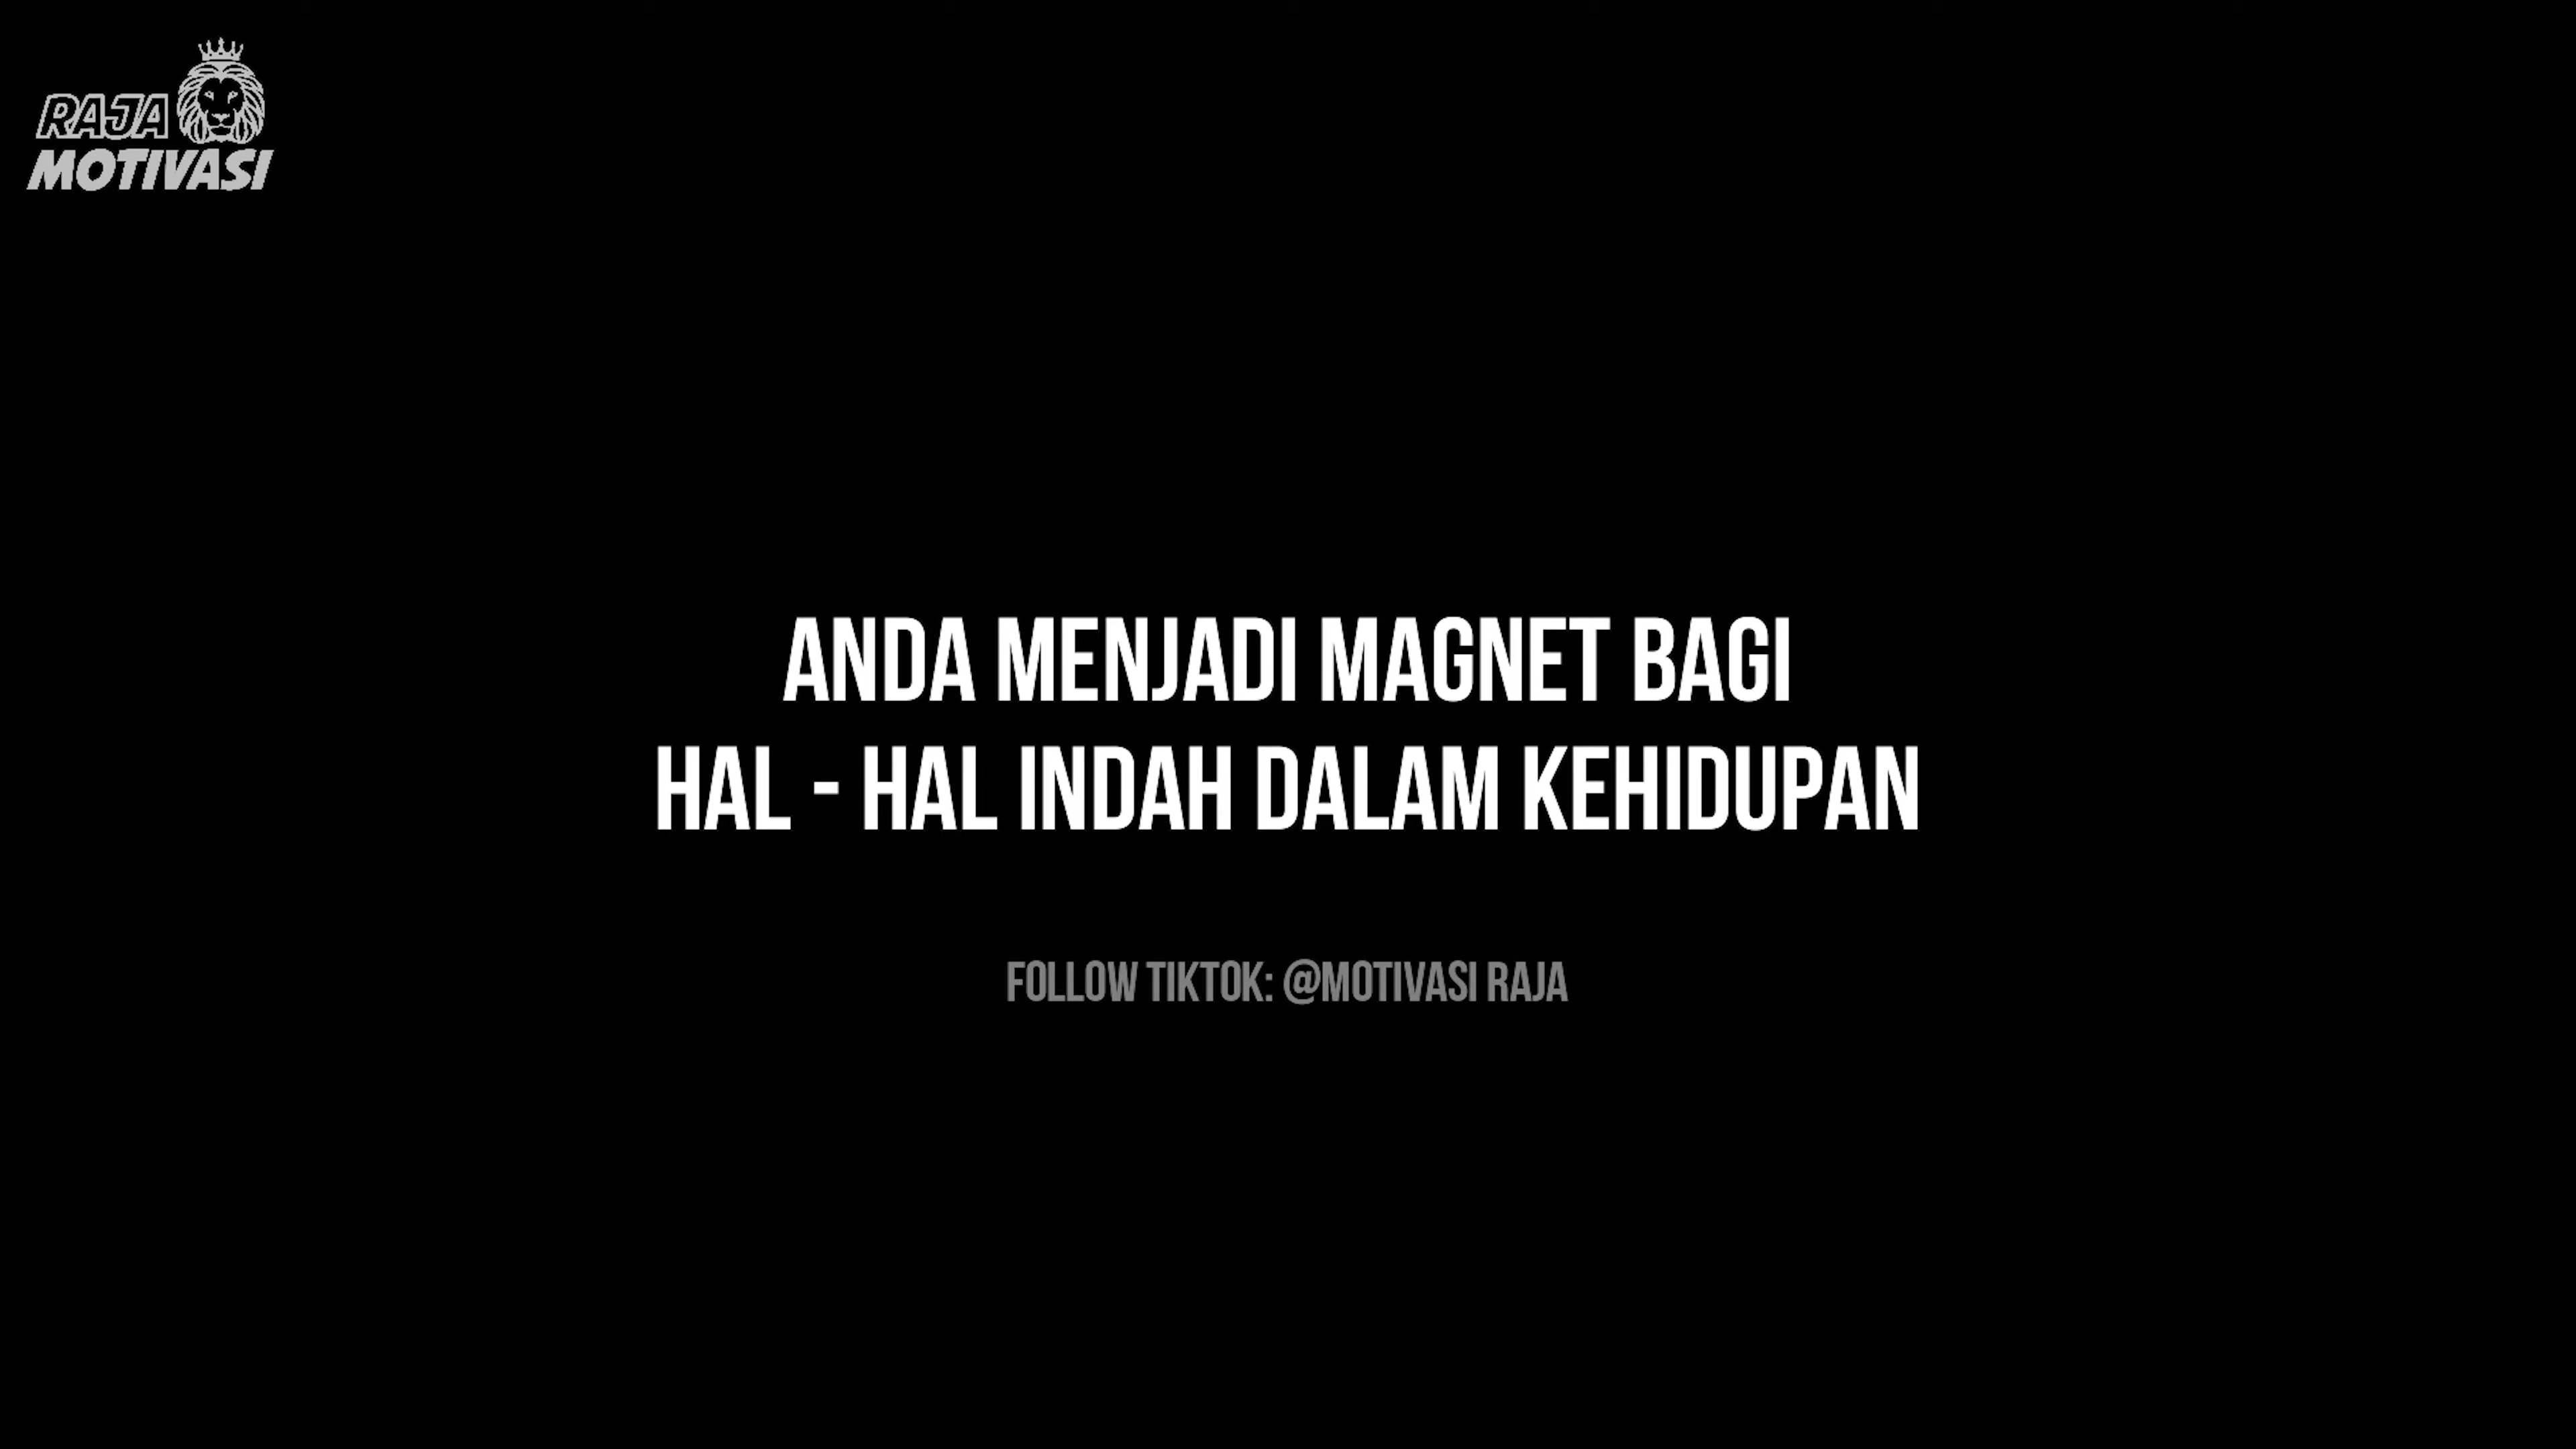 RAJA
MOTIVASI
ANDA MENJADI MAGNET BAGI
HAL - HAL INDAH DALAM KEHIDUPAN
FOLLOW TIKTOK: @MOTIVASI RAJA